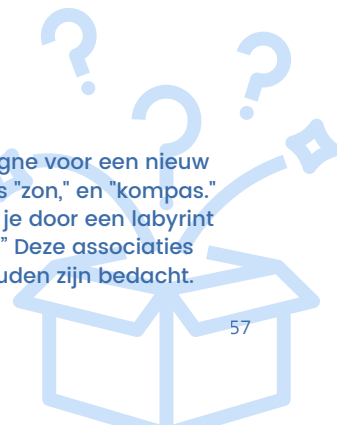 gne voor een nieuw
s "zon," en "kompas."
je door een labyrint
” Deze associaties
uden zijn bedacht.
57